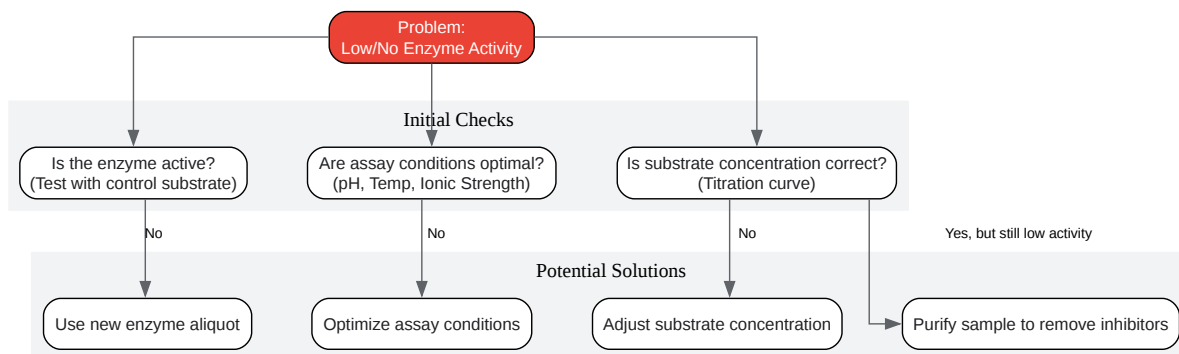 Problem:
Low/No Enzyme Activity
Initial Checks
Is the enzyme active?
(Test with control substrate)
Are assay conditions optimal?
(pH, Temp, Ionic Strength)
Is substrate concentration correct?
(Titration curve)
No
No
No
Yes, but still low activity
Potential Solutions
Use new enzyme aliquot
Optimize assay conditions
Adjust substrate concentration
Purify sample to remove inhibitors